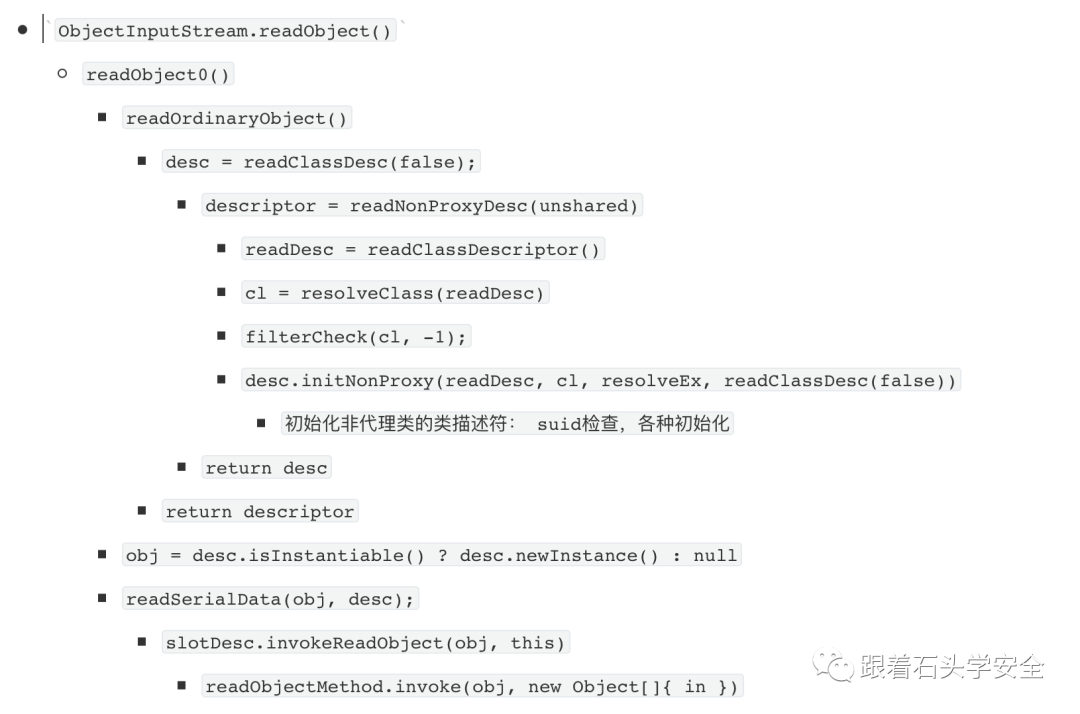 `ObjectInputStream.readObject()`
readObject0()
readOrdinaryObject()
desc = readClassDesc(false);
descriptor = readNonProxyDesc(unshared)
readDesc = readClassDescriptor()
cl = resolveClass(readDesc)
filterCheck(cl, -1);
desc.initNonProxy(readDesc, cl, resolveEx, readClassDesc(false))
初始化非代理类的类描述符： suid检查，各种初始化
return desc
return descriptor
obj = desc.isInstantiable() ? desc.newInstance() : null
readSerialData(obj, desc);
slotDesc.invokeReadObject(obj, this)
readObjectMethod.invoke(obj, new Object[]{ in })
跟着石头学安全